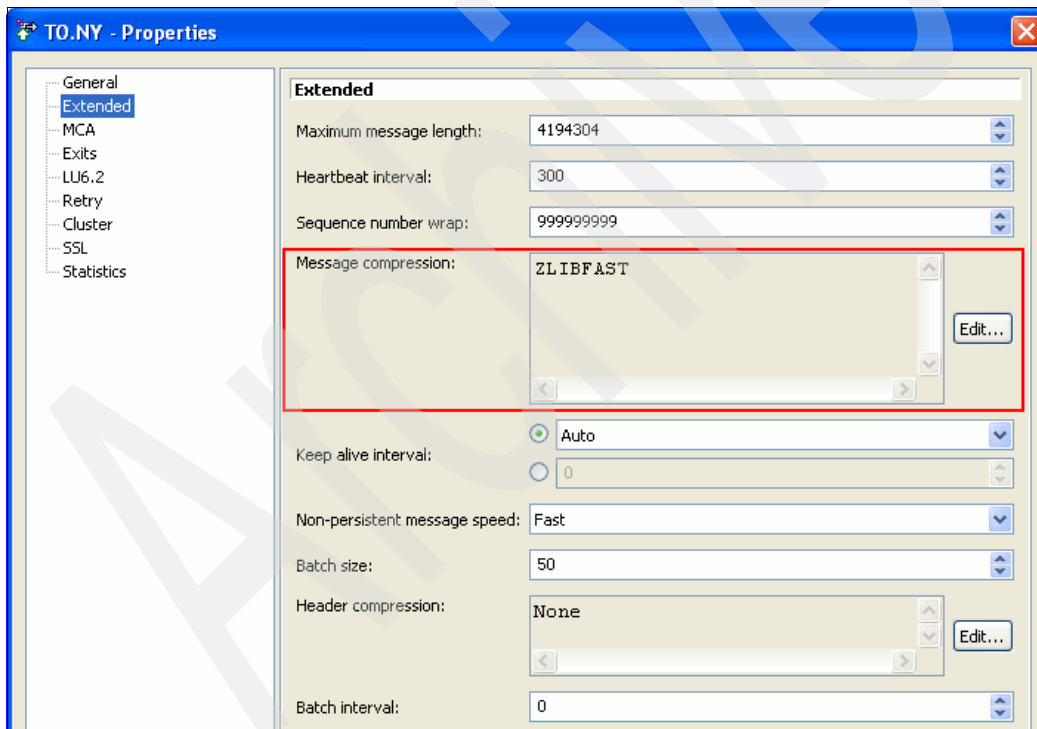 TO.NY - Properties
General
Extended
MCA
Exits
LU6.2
Retry
Cluster
SSL
Statistics
Extended
Maximum message length: 4194304
Heartbeat interval: 300
Sequence number wrap: 999999999
Message compression: ZLIBFAST
Edit...
Keep alive interval:
Auto
0
Non-persistent message speed: Fast
Batch size: 50
Header compression: None
Edit...
Batch interval: 0